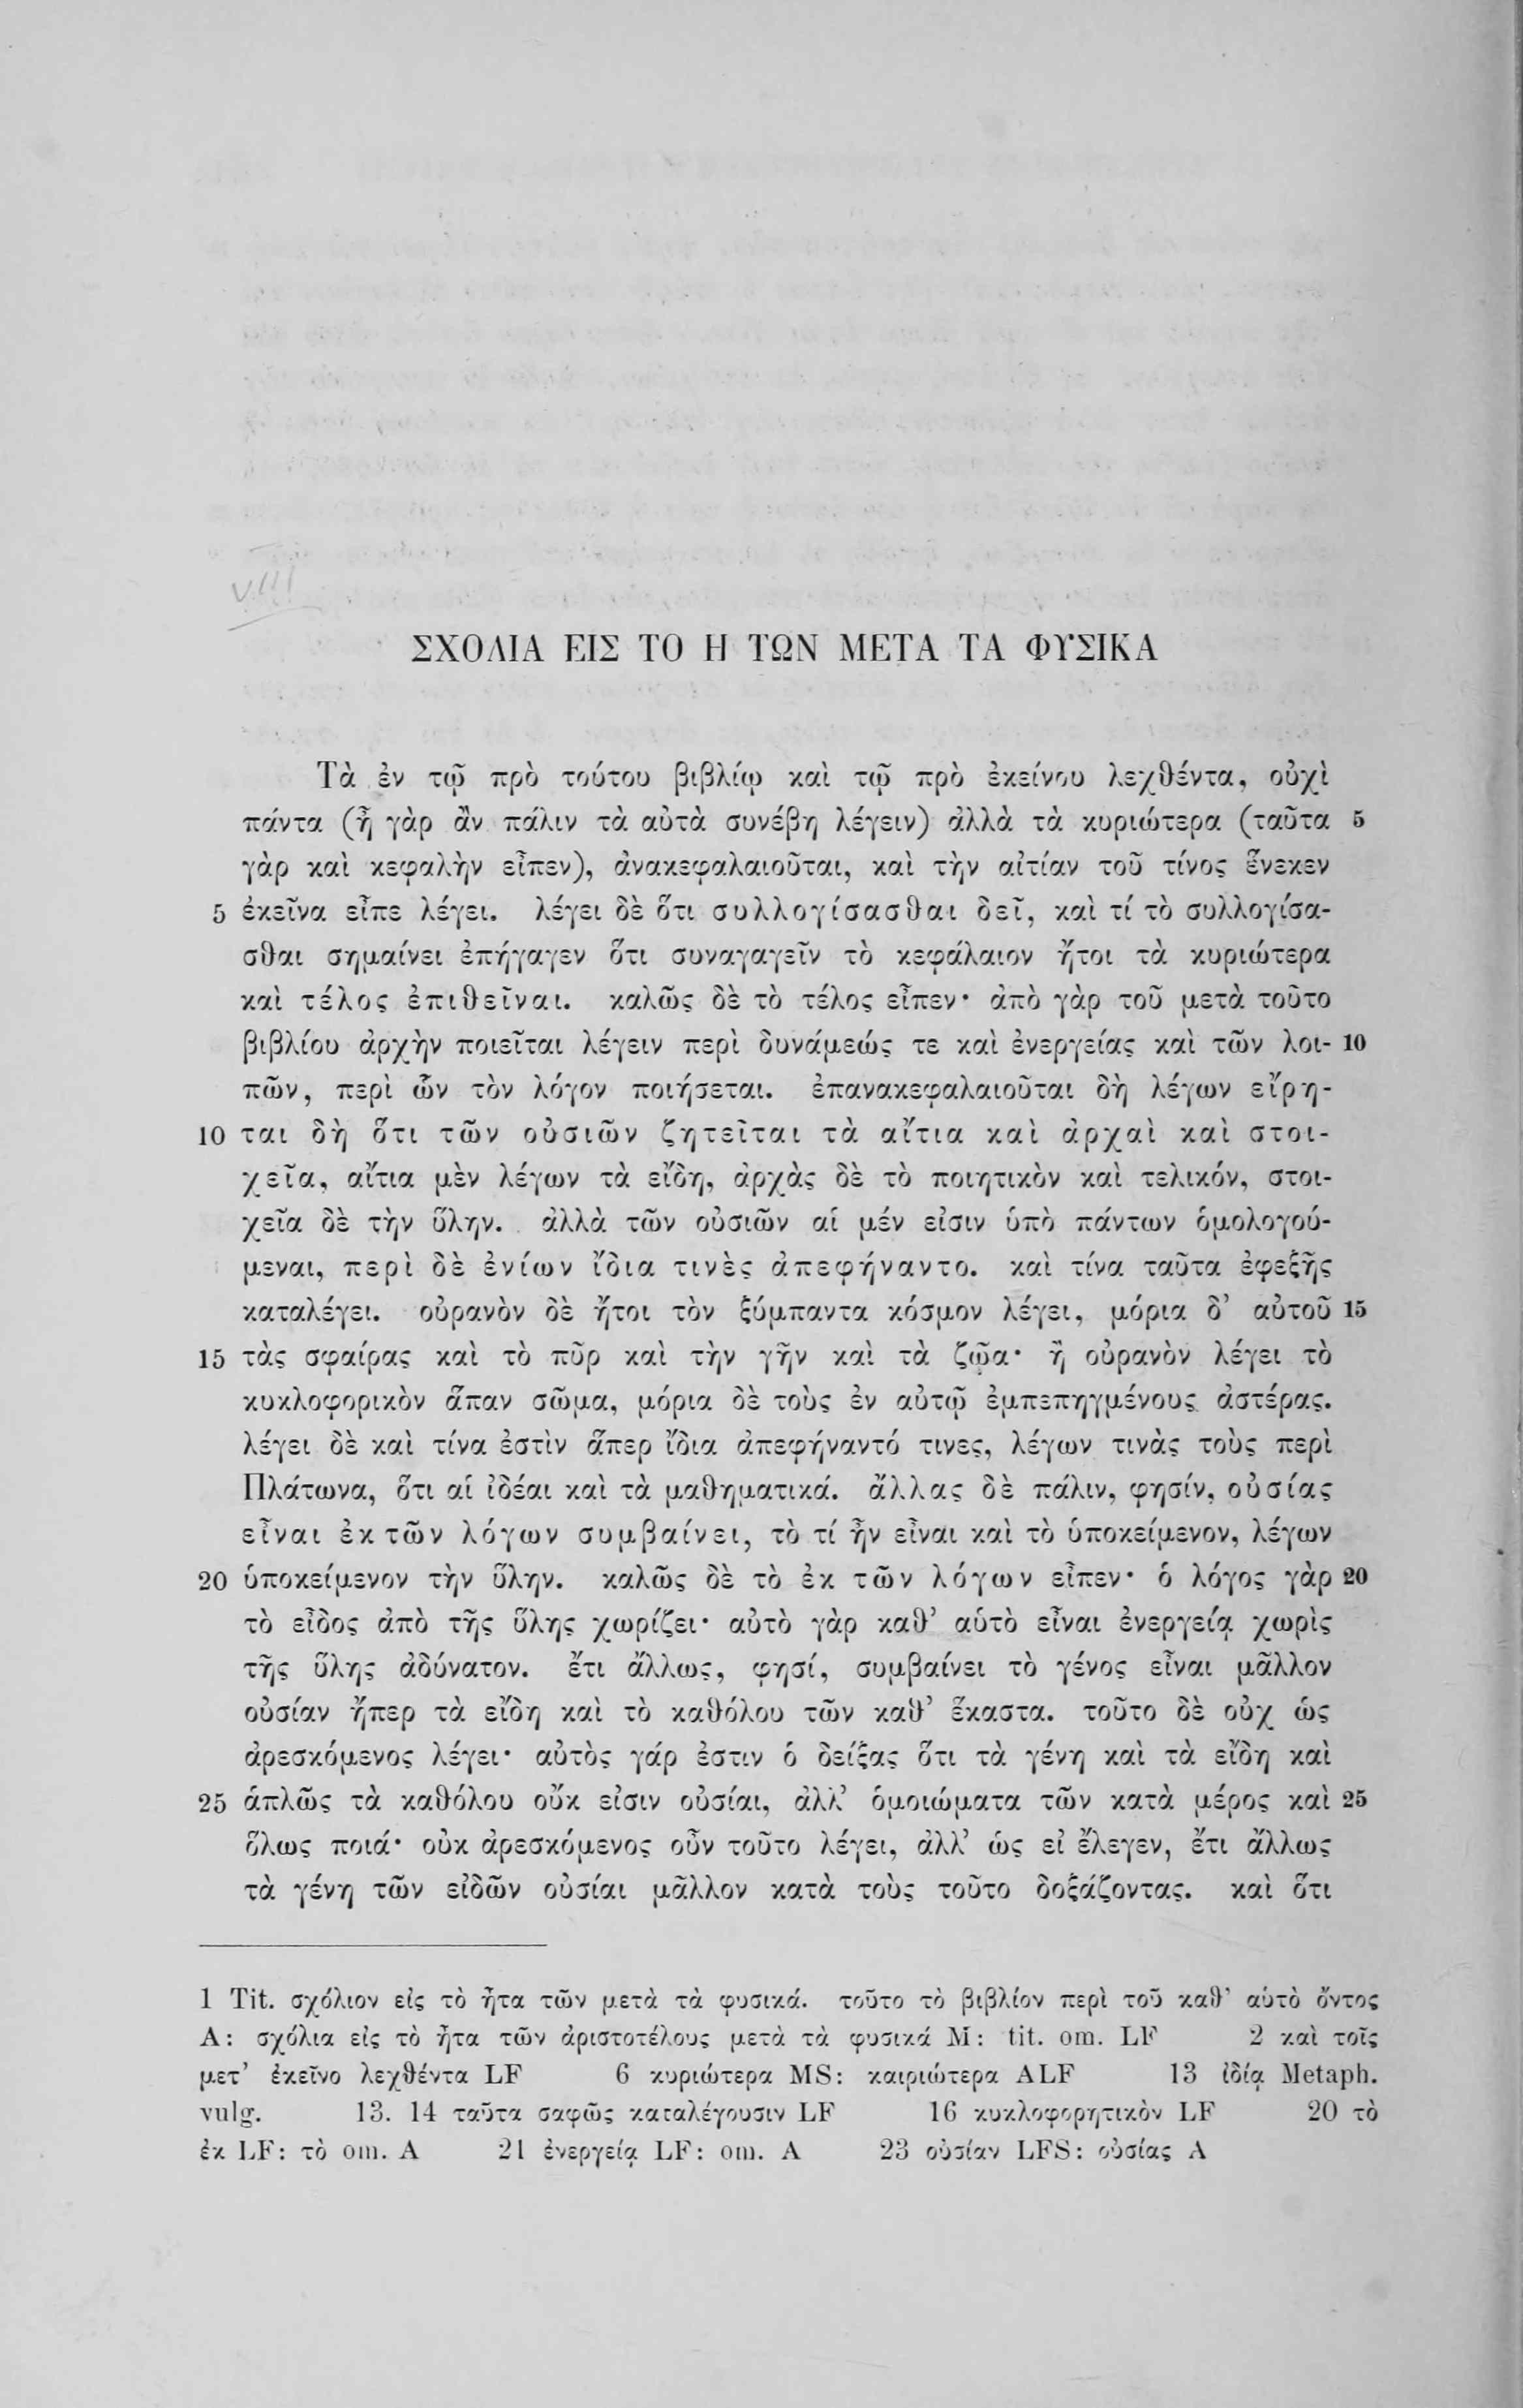 VIII
ΣΧΟΛΙΑ ΕΙΣ ΤΟ Η ΤΩΝ ΜΕΤΑ ΤΑ ΦΥΣΙΚΑ
Τὰ ἐν τῷ πρὸ τούτου βιβλίῳ καὶ τῷ πρὸ ἐκείνου λεχθέντα, οὐχὶ
πάντα (ἦ γὰρ ἂν πάλιν τὰ αὐτὰ συνέβη λέγειν) ἀλλὰ τὰ κυριώτερα (ταῦτα 5
γὰρ καὶ κεφαλὴν εἶπεν), ἀνακεφαλαιοῦται, καὶ τὴν αἰτίαν τοῦ τίνος ἕνεκεν
5 ἐκεῖνα εἶπε λέγει. λέγει δὲ ὅτι συλλογίσασθαι δεῖ, καὶ τί τὸ συλλογίσα-
σθαι σημαίνει ἐπήγαγεν ὅτι συναγαγεῖν τὸ κεφάλαιον ἤτοι τὰ κυριώτερα
καὶ τέλος ἐπιθεῖναι. καλῶς δὲ τὸ τέλος εἶπεν· ἀπὸ γὰρ τοῦ μετὰ τοῦτο
βιβλίου ἀρχὴν ποιεῖται λέγειν περὶ δυνάμεώς τε καὶ ἐνεργείας καὶ τῶν λοι- 10
πῶν, περὶ ὧν τὸν λόγον ποιήσεται. ἐπανακεφαλαιοῦται δὴ λέγων εἴρη-
10 ται δὴ ὅτι τῶν οὐσιῶν ζητεῖται τὰ αἴτια καὶ ἀρχαὶ καὶ στοι-
χεῖα, αἴτια μὲν λέγων τὰ εἴδη, ἀρχὰς δὲ τὸ ποιητικὸν καὶ τελικόν, στοι-
χεῖα δὲ τὴν ὕλην. ἀλλὰ τῶν οὐσιῶν αἱ μέν εἰσιν ὑπὸ πάντων ὁμολογού-
μεναι, περὶ δὲ ἐνίων ἴδια τινὲς ἀπεφήναντο. καὶ τίνα ταῦτα ἐφεξῆς
καταλέγει. οὐρανὸν δὲ ἤτοι τὸν ξύμπαντα κόσμον λέγει, μόρια δ’ αὐτοῦ 15
15 τὰς σφαίρας καὶ τὸ πῦρ καὶ τὴν γῆν καὶ τὰ ζῷα· ἢ οὐρανὸν λέγει τὸ
κυκλοφορικὸν ἅπαν σῶμα, μόρια δὲ τοὺς ἐν αὐτῷ ἐμπεπηγμένους ἀστέρας.
λέγει δὲ καὶ τίνα ἐστὶν ἅπερ ἴδια ἀπεφήναντό τινες, λέγων τινὰς τοὺς περὶ
Πλάτωνα, ὅτι αἱ ἰδέαι καὶ τὰ μαθηματικά. ἄλλας δὲ πάλιν, φησίν, οὐσίας
εἶναι ἐκ τῶν λόγων συμβαίνει, τὸ τί ἦν εἶναι καὶ τὸ ὑποκείμενον, λέγων
20 ὑποκείμενον τὴν ὕλην. καλῶς δὲ τὸ ἐκ τῶν λόγων εἶπεν· ὁ λόγος γὰρ 20
τὸ εἶδος ἀπὸ τῆς ὕλης χωρίζει· αὐτὸ γὰρ καθ’ αὑτὸ εἶναι ἐνεργείᾳ χωρὶς
τῆς ὕλης ἀδύνατον. ἔτι ἄλλως, φησί, συμβαίνει τὸ γένος εἶναι μᾶλλον
οὐσίαν ἤπερ τὰ εἴδη καὶ τὸ καθόλου τῶν καθ’ ἕκαστα. τοῦτο δὲ οὐχ ὡς
ἀρεσκόμενος λέγει· αὐτὸς γάρ ἐστιν ὁ δείξας ὅτι τὰ γένη καὶ τὰ εἴδη καὶ
25 ἁπλῶς τὰ καθόλου οὔκ εἰσιν οὐσίαι, ἀλλ’ ὁμοιώματα τῶν κατὰ μέρος καὶ 25
ὅλως ποιά· οὐκ ἀρεσκόμενος οὖν τοῦτο λέγει, ἀλλ’ ὡς εἰ ἔλεγεν, ἔτι ἄλλως
τὰ γένη τῶν εἰδῶν οὐσίαι μᾶλλον κατὰ τοὺς τοῦτο δοξάζοντας. καὶ ὅτι
1 Tit. σχόλιον εἰς τὸ ἦτα τῶν μετὰ τὰ φυσικά. τοῦτο τὸ βιβλίον περὶ τοῦ καθ’ αὑτὸ ὄντος
A: σχόλια εἰς τὸ ἦτα τῶν ἀριστοτέλους μετὰ τὰ φυσικά M: tit. om. LF 2 καὶ τοῖς
μετ’ ἐκεῖνο λεχθέντα LF 6 κυριώτερα MS: καιριώτερα ALF 13 ἰδίᾳ Metaph.
vulg. 13. 14 ταῦτα σαφῶς καταλέγουσιν LF 16 κυκλοφορητικὸν LF 20 τὸ
ἐκ LF: τὸ om. A 21 ἐνεργείᾳ LF: om. A 23 οὐσίαν LFS: οὐσίας A